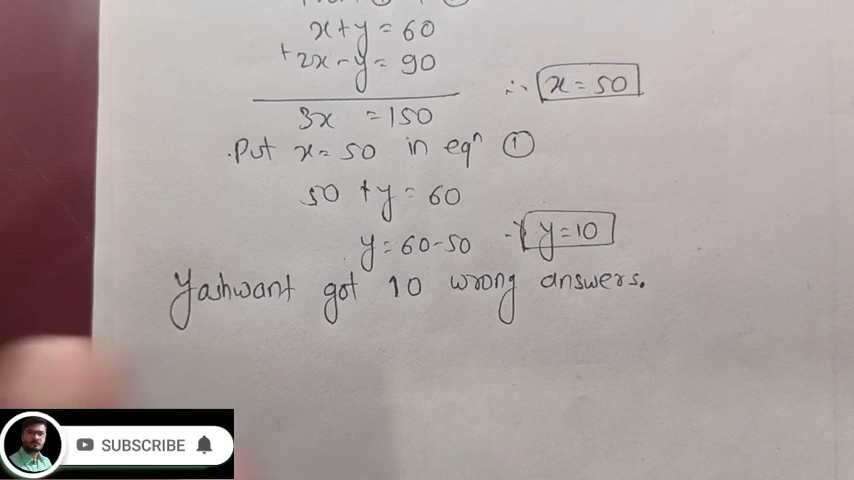 x+y=60
+2x-y=90
3x =150
∴ x=50
.Put x=50 in eqⁿ ①
50 +y=60
y=60-50
y=10
Yashwant got 10 wrong answers.
SUBSCRIBE